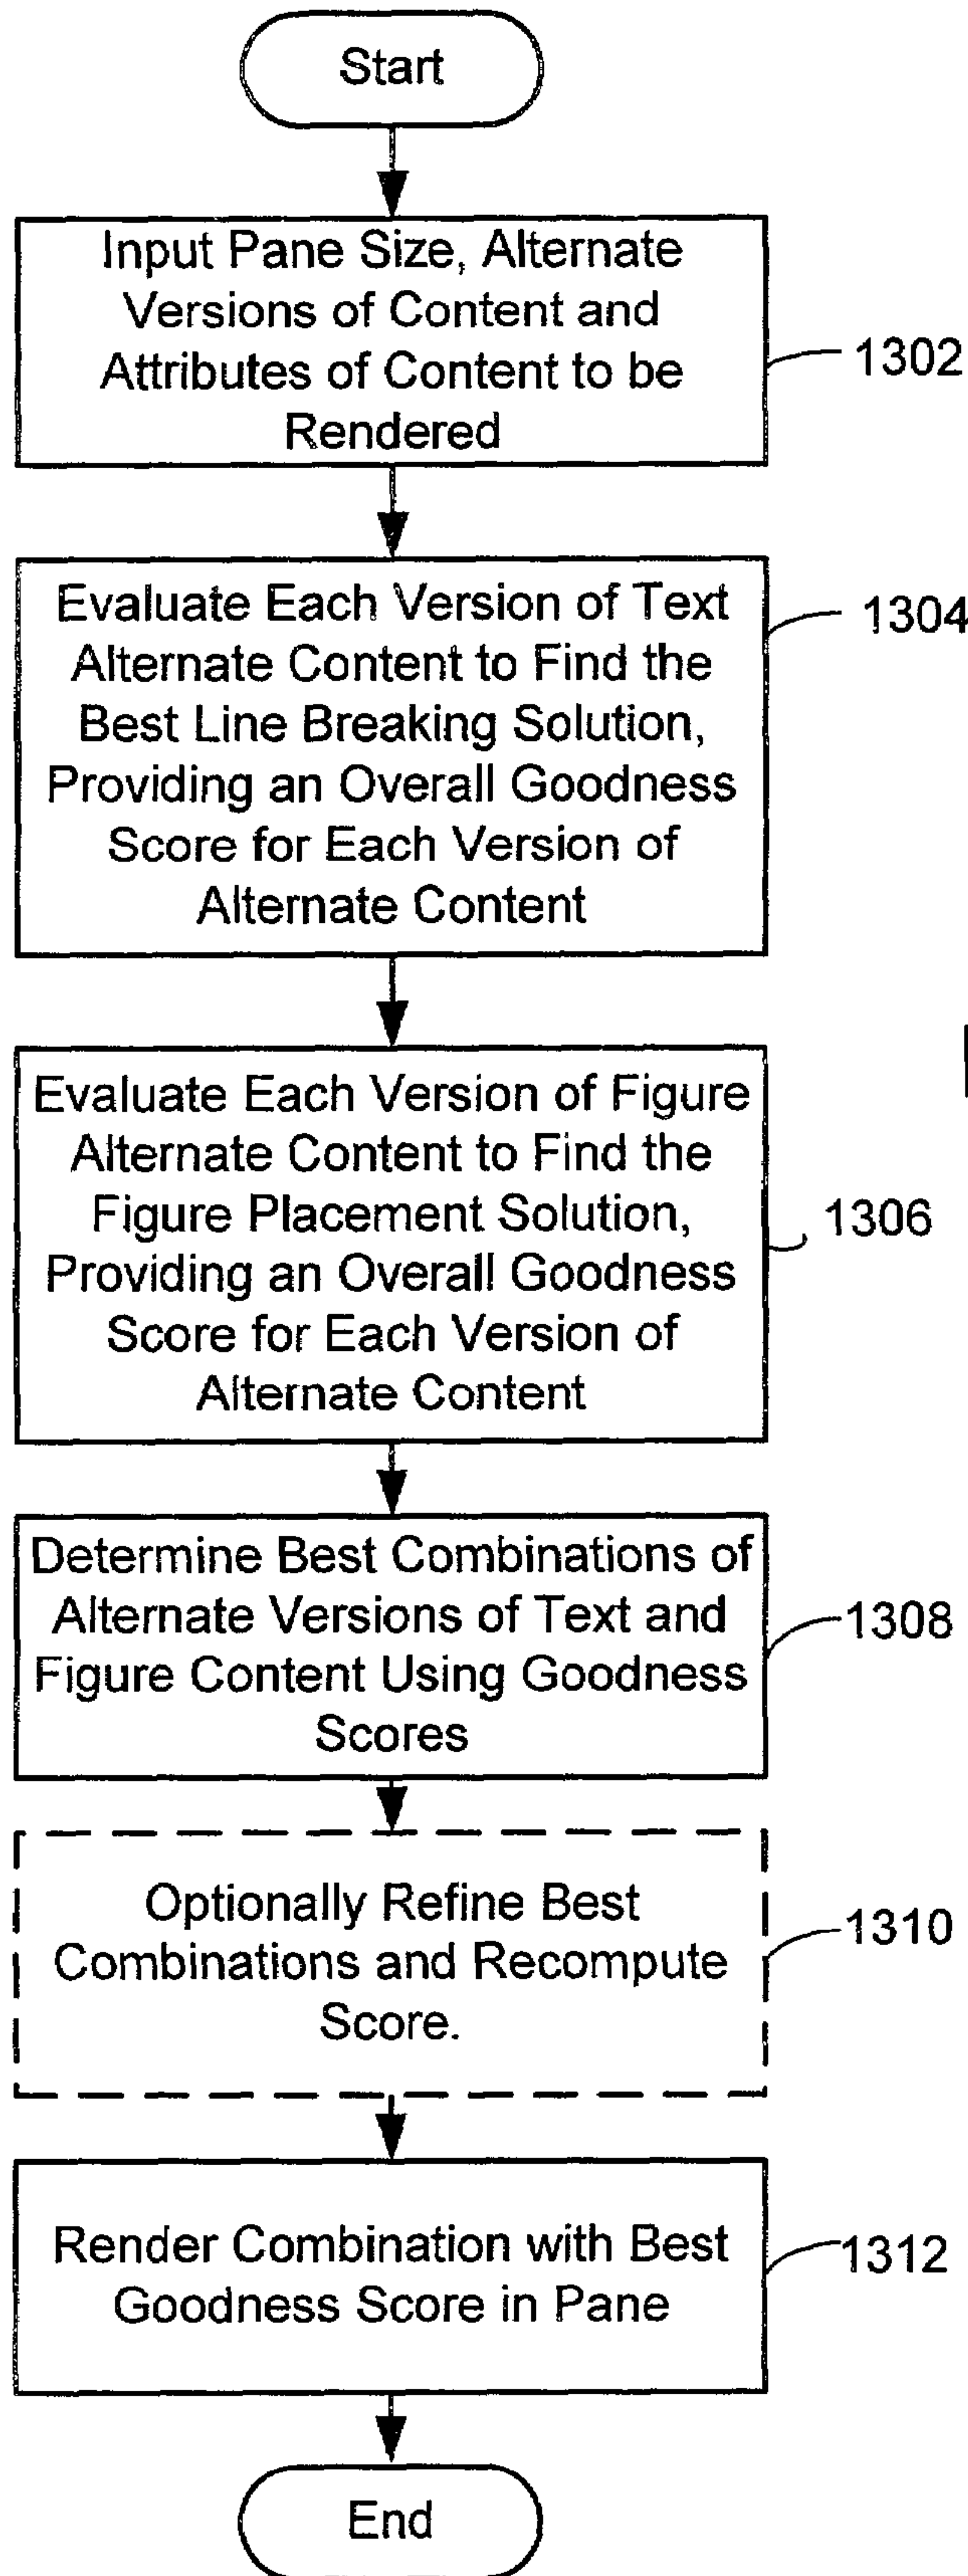 Start
Input Pane Size, Alternate
Versions of Content and
Attributes of Content to be
Rendered
1302
Evaluate Each Version of Text
Alternate Content to Find the
Best Line Breaking Solution,
Providing an Overall Goodness
Score for Each Version of
Alternate Content
1304
Evaluate Each Version of Figure
Alternate Content to Find the
Figure Placement Solution,
Providing an Overall Goodness
Score for Each Version of
Alternate Content
1306
Determine Best Combinations of
Alternate Versions of Text and
Figure Content Using Goodness
Scores
1308
Optionally Refine Best
Combinations and Recompute
Score.
1310
Render Combination with Best
Goodness Score in Pane
1312
End